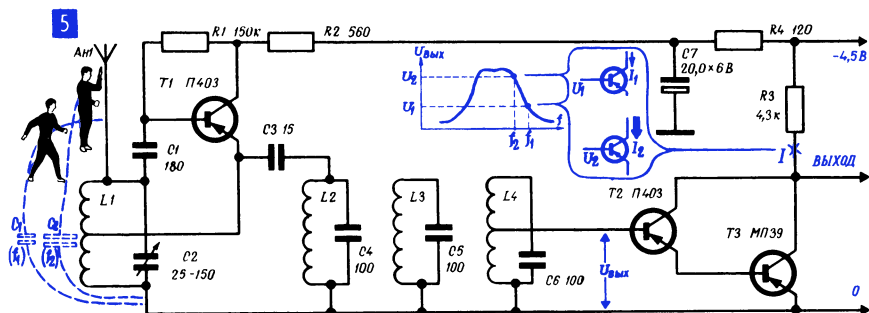 5
Ан1
R1 150к
R2 560
R4 120
-4,5В
T1 П403
Uвых
U2
U1
f2
f1
f
U1
I1
U2
I2
C7
20,0×6В
R3
4,3к
I
ВЫХОД
C1
180
C3 15
L1
L2
L3
L4
T2 П403
T3 МП39
C1
(f1)
C2
(f2)
C2
25-150
C4
100
C5
100
C6 100
Uвых
0